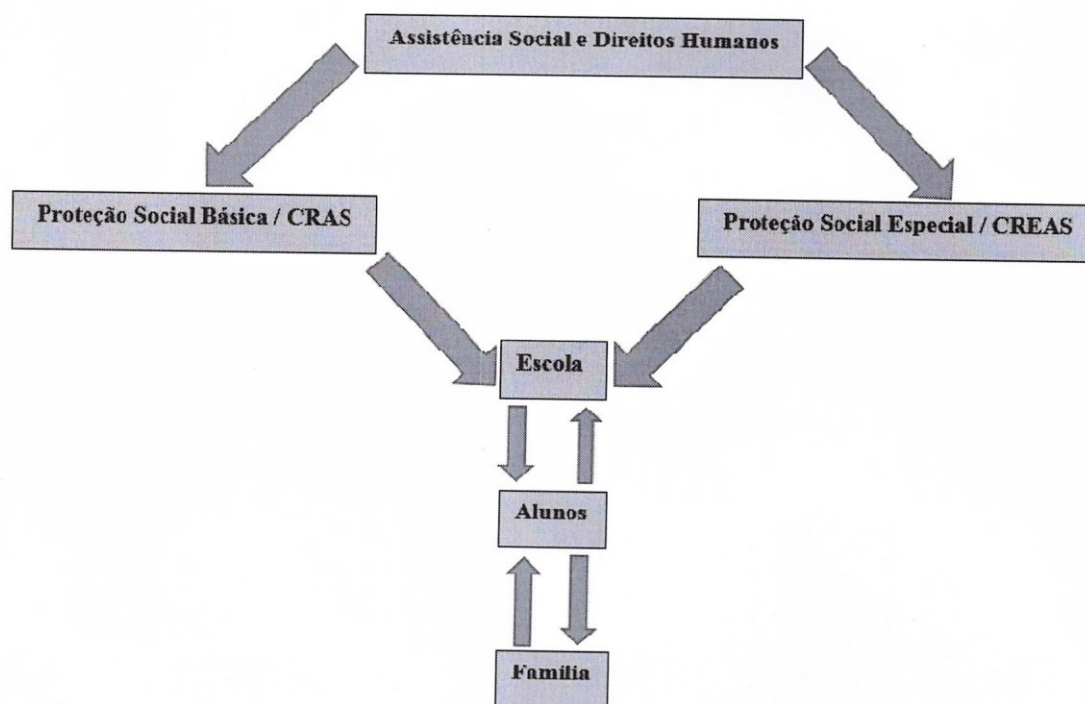 Assistência Social e Direitos Humanos
Proteção Social Básica / CRAS
Proteção Social Especial / CREAS
Escola
Alunos
Família